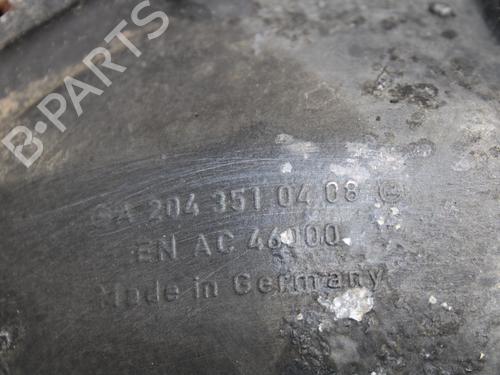 B-PARTS
A 204 351 04 08
EN AC 46000
Made in Germany